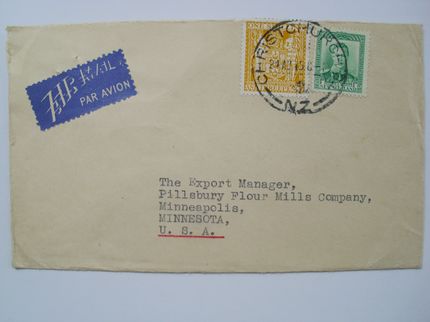 AIR MAIL
PAR AVION
CHRISTCHURCH
N.Z.
The Export Manager,
Pillsbury Flour Mills Company,
Minneapolis,
MINNESOTA,
U. S. A.